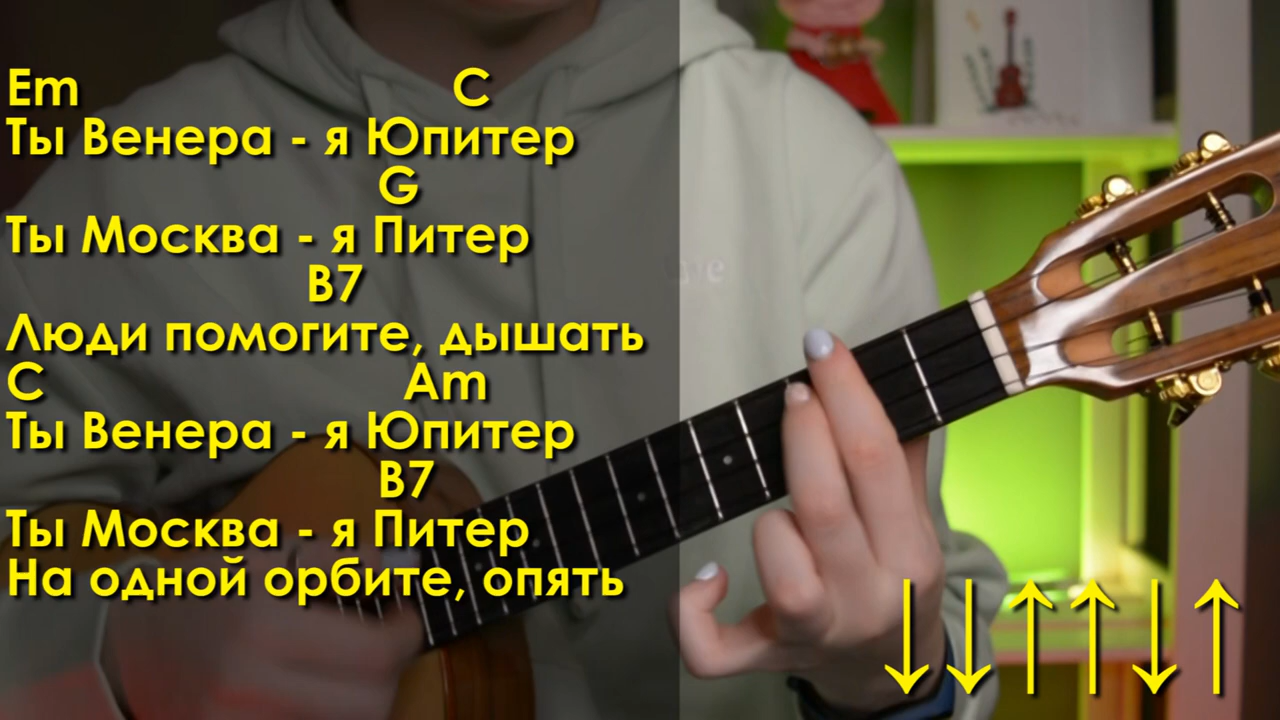 Em C
Ты Венера - я Юпитер
G
Ты Москва - я Питер
B7
Люди помогите, дышать
C Am
Ты Венера - я Юпитер
B7
Ты Москва - я Питер
На одной орбите, опять
↓↓↑↑↓↑